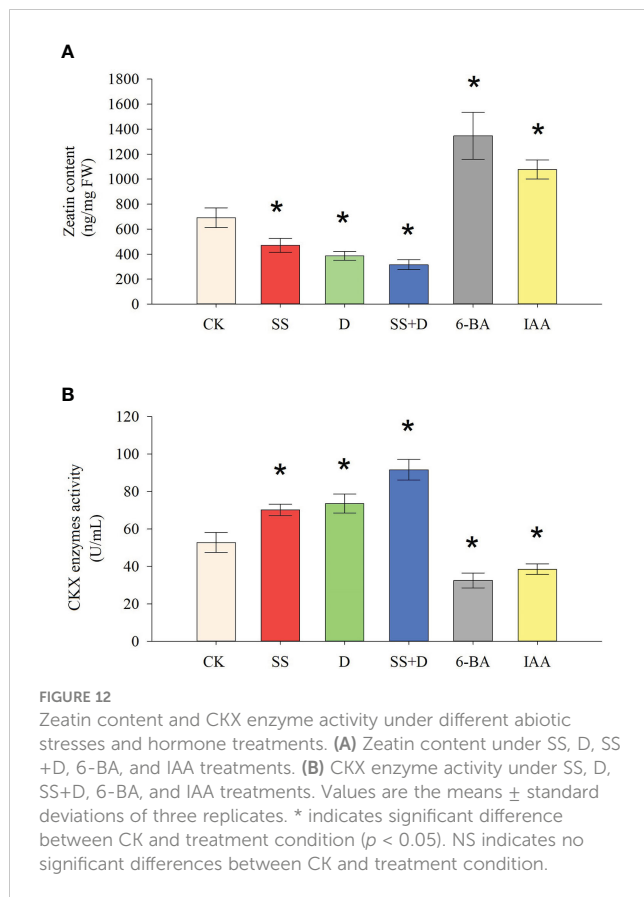 A
Zeatin content
(ng/mg FW)
1800
1600
1400
1200
1000
800
600
400
200
0
*
*
*
*
*
CK SS D SS+D 6-BA IAA
B
CKX enzymes activity
(U/mL)
120
100
80
60
40
20
0
*
*
*
*
*
CK SS D SS+D 6-BA IAA
FIGURE 12
Zeatin content and CKX enzyme activity under different abiotic
stresses and hormone treatments. (A) Zeatin content under SS, D, SS
+D, 6-BA, and IAA treatments. (B) CKX enzyme activity under SS, D,
SS+D, 6-BA, and IAA treatments. Values are the means ± standard
deviations of three replicates. * indicates significant difference
between CK and treatment condition (p < 0.05). NS indicates no
significant differences between CK and treatment condition.